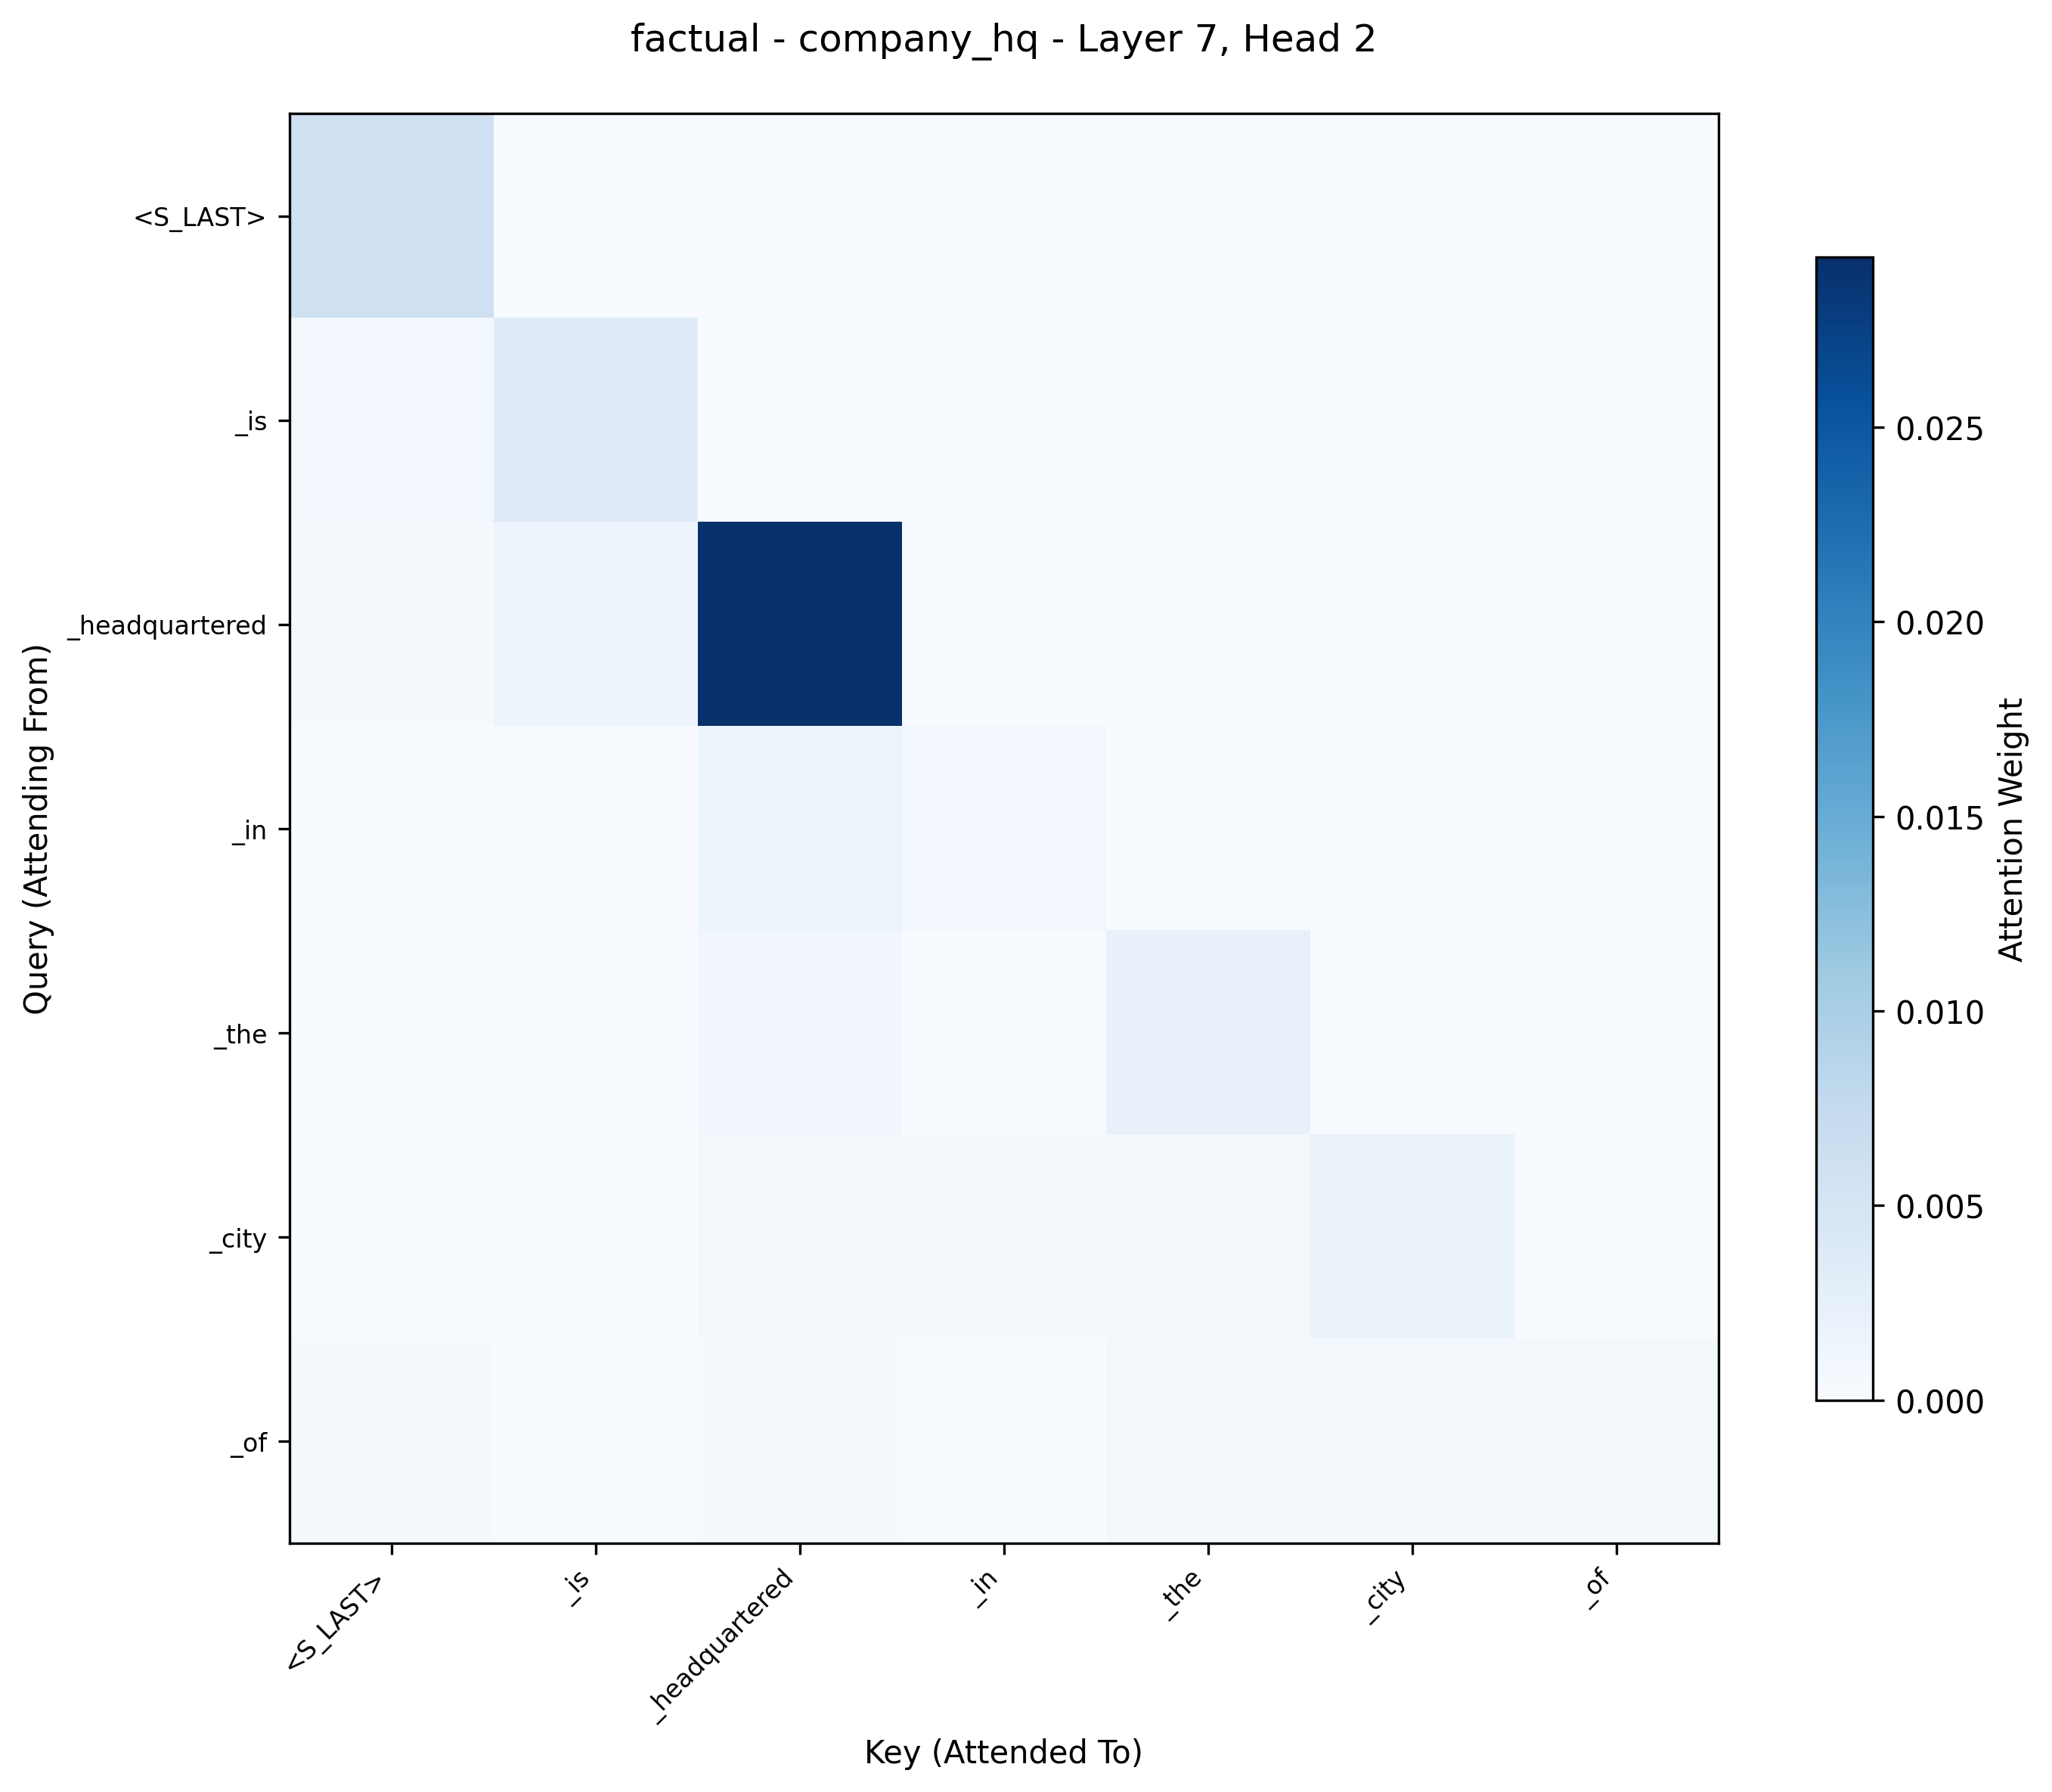 factual - company_hq - Layer 7, Head 2
<S_LAST>
_is
_headquartered
_in
_the
_city
_of
Query (Attending From)
<S_LAST>
_is
_headquartered
_in
_the
_city
_of
Key (Attended To)
0.025
0.020
0.015
0.010
0.005
0.000
Attention Weight